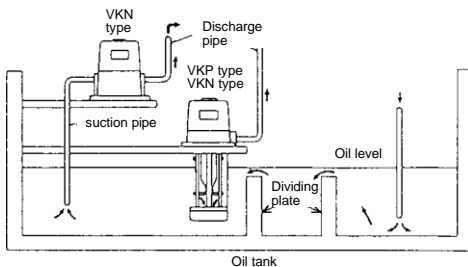 VKN
type
Discharge
pipe
VKP type
VKN type
suction pipe
Oil level
Dividing
plate
Oil tank